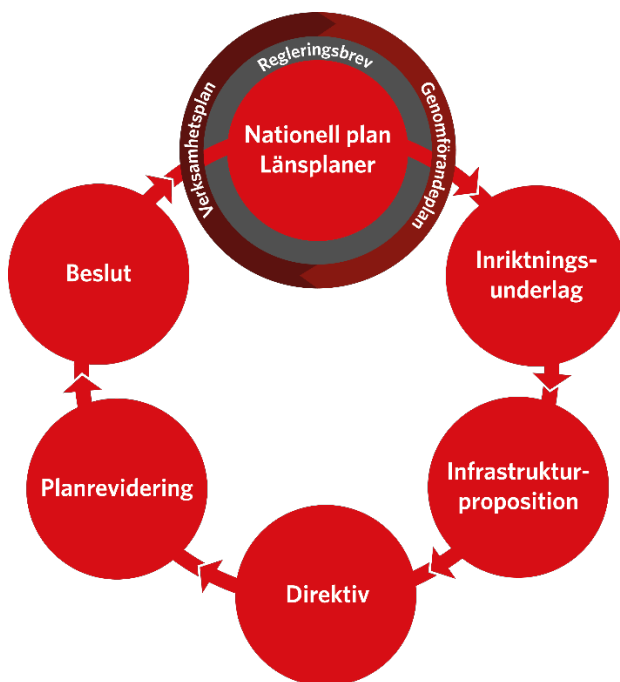 Regleringsbrev
Verksamhetsplan
Genomförandeplan
Nationell plan
Länsplaner
Inriktnings-
underlag
Infrastruktur-
proposition
Direktiv
Planrevidering
Beslut